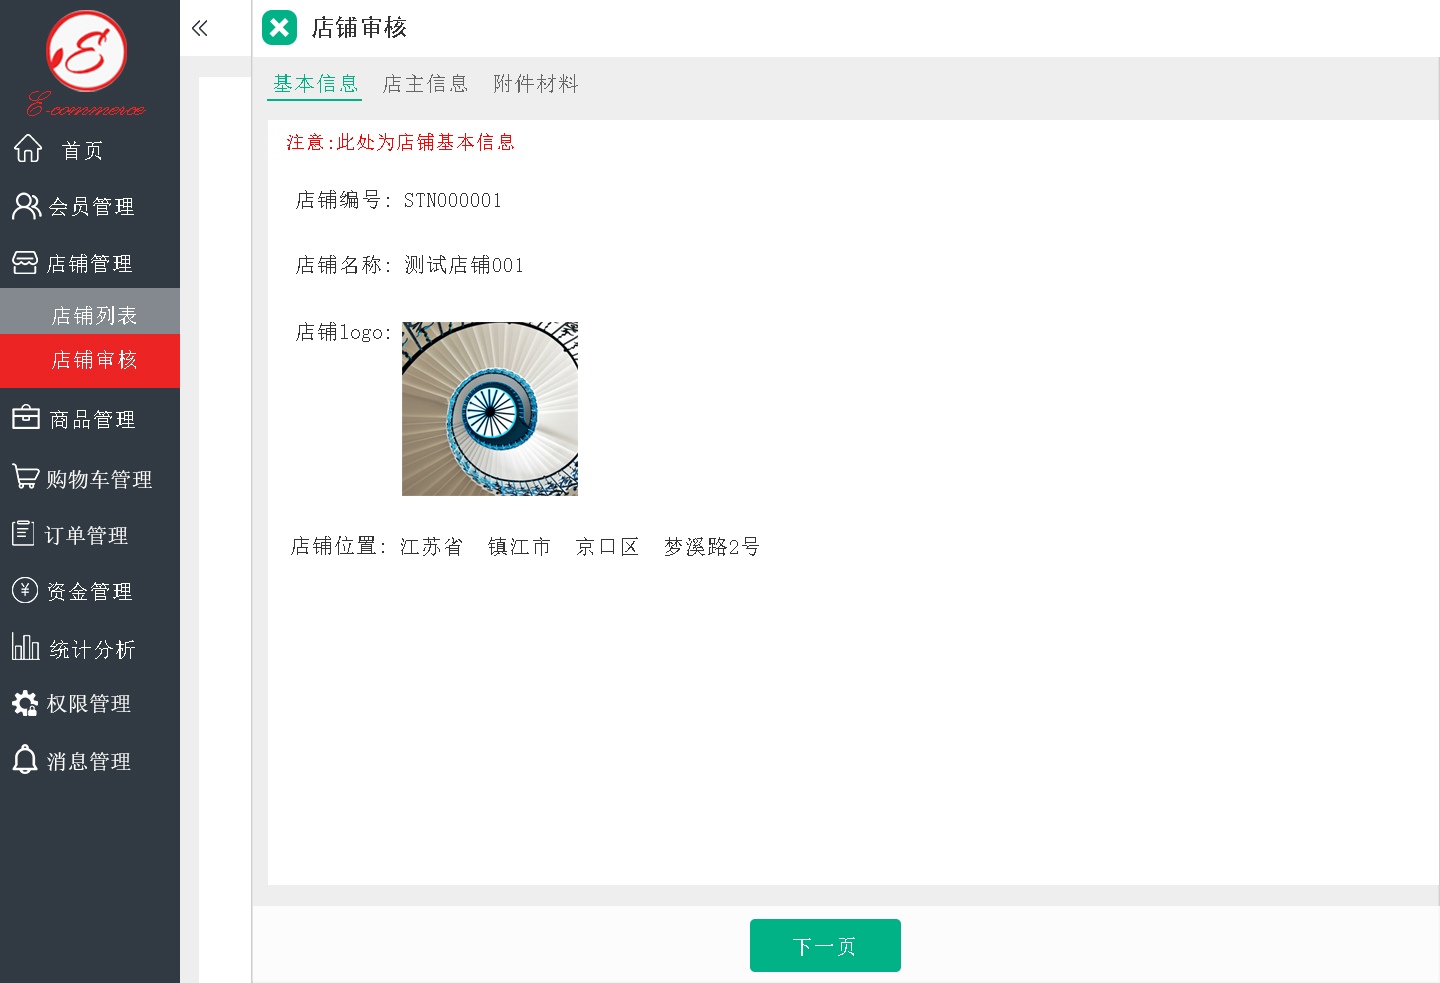 E-commerce
首页
会员管理
店铺管理
店铺列表
店铺审核
商品管理
购物车管理
订单管理
资金管理
统计分析
权限管理
消息管理
店铺审核
基本信息 店主信息 附件材料
注意:此处为店铺基本信息
店铺编号: STN000001
店铺名称: 测试店铺001
店铺logo:
店铺位置: 江苏省 镇江市 京口区 梦溪路2号
下一页